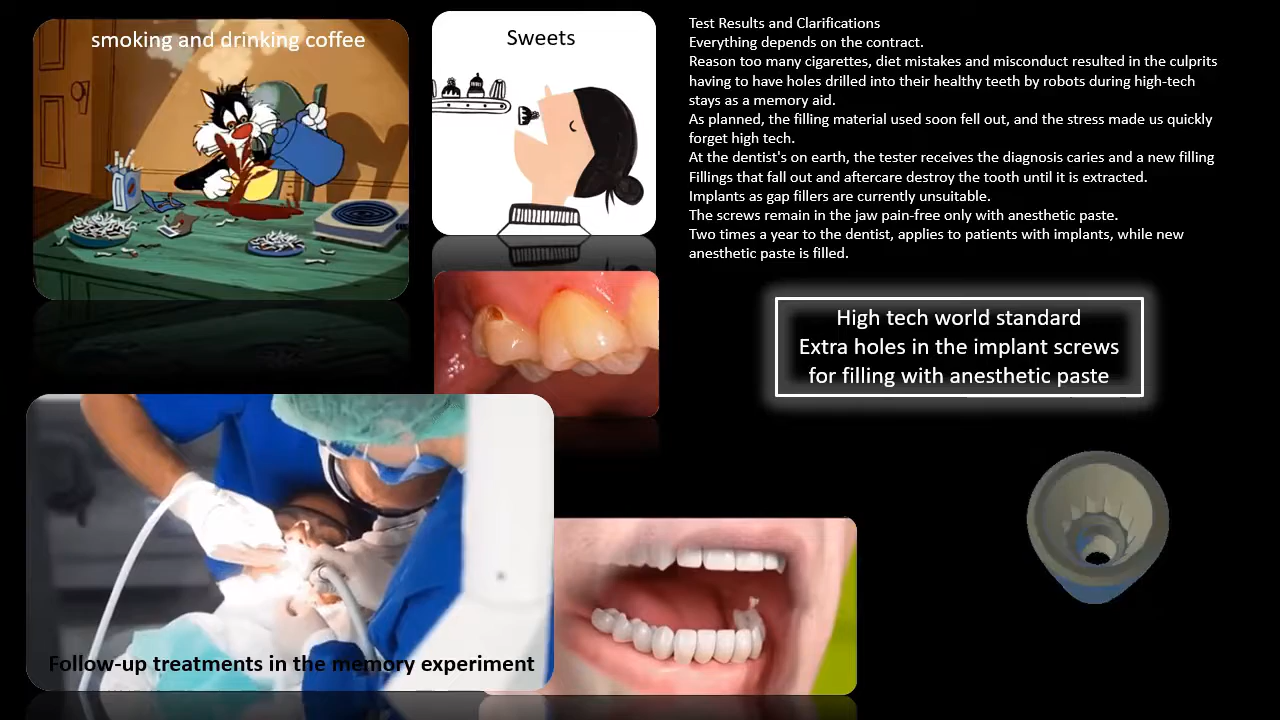 smoking and drinking coffee
Sweets
Test Results and Clarifications
Everything depends on the contract.
Reason too many cigarettes, diet mistakes and misconduct resulted in the culprits
having to have holes drilled into their healthy teeth by robots during high-tech
stays as a memory aid.
As planned, the filling material used soon fell out, and the stress made us quickly
forget high tech.
At the dentist's on earth, the tester receives the diagnosis caries and a new filling
Fillings that fall out and aftercare destroy the tooth until it is extracted.
Implants as gap fillers are currently unsuitable.
The screws remain in the jaw pain-free only with anesthetic paste.
Two times a year to the dentist, applies to patients with implants, while new
anesthetic paste is filled.
High tech world standard
Extra holes in the implant screws
for filling with anesthetic paste
Follow-up treatments in the memory experiment